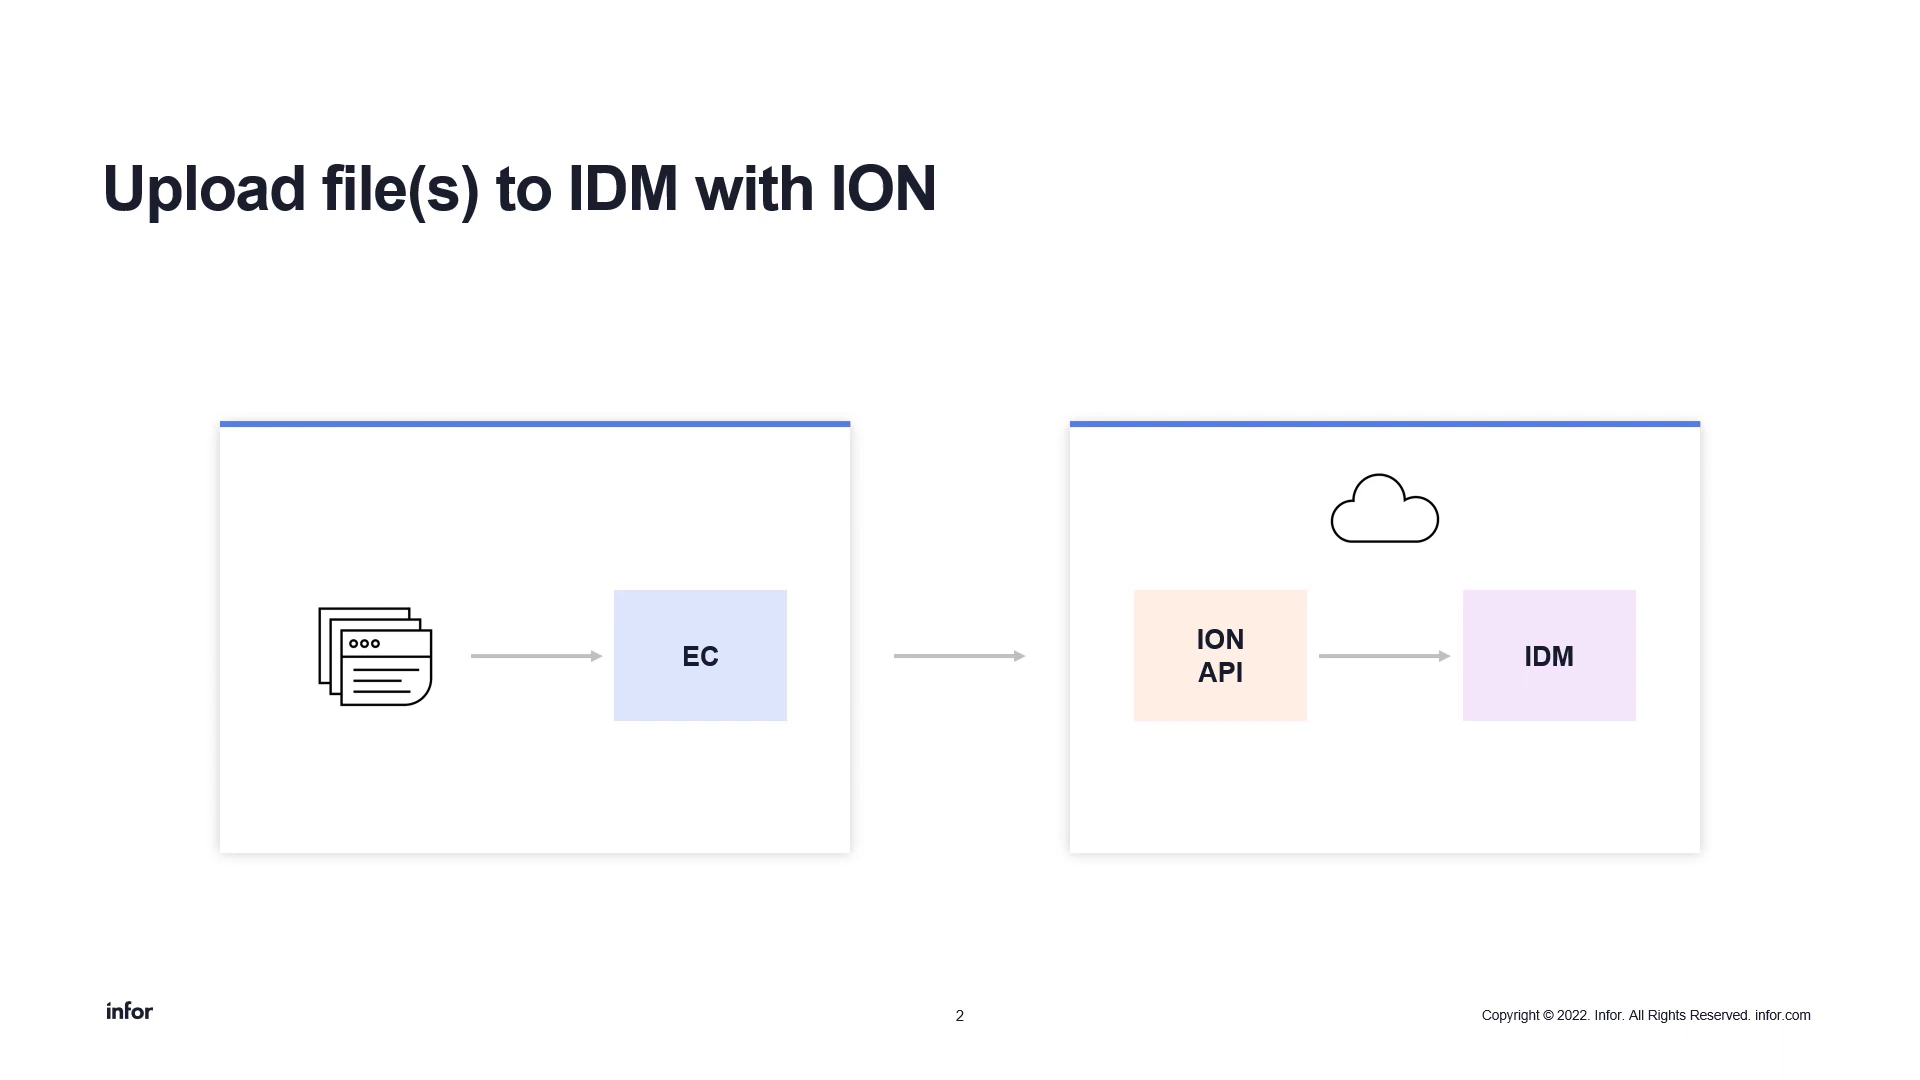 Upload file(s) to IDM with ION
EC
ION
API
IDM
infor
2
Copyright © 2022. Infor. All Rights Reserved. infor.com